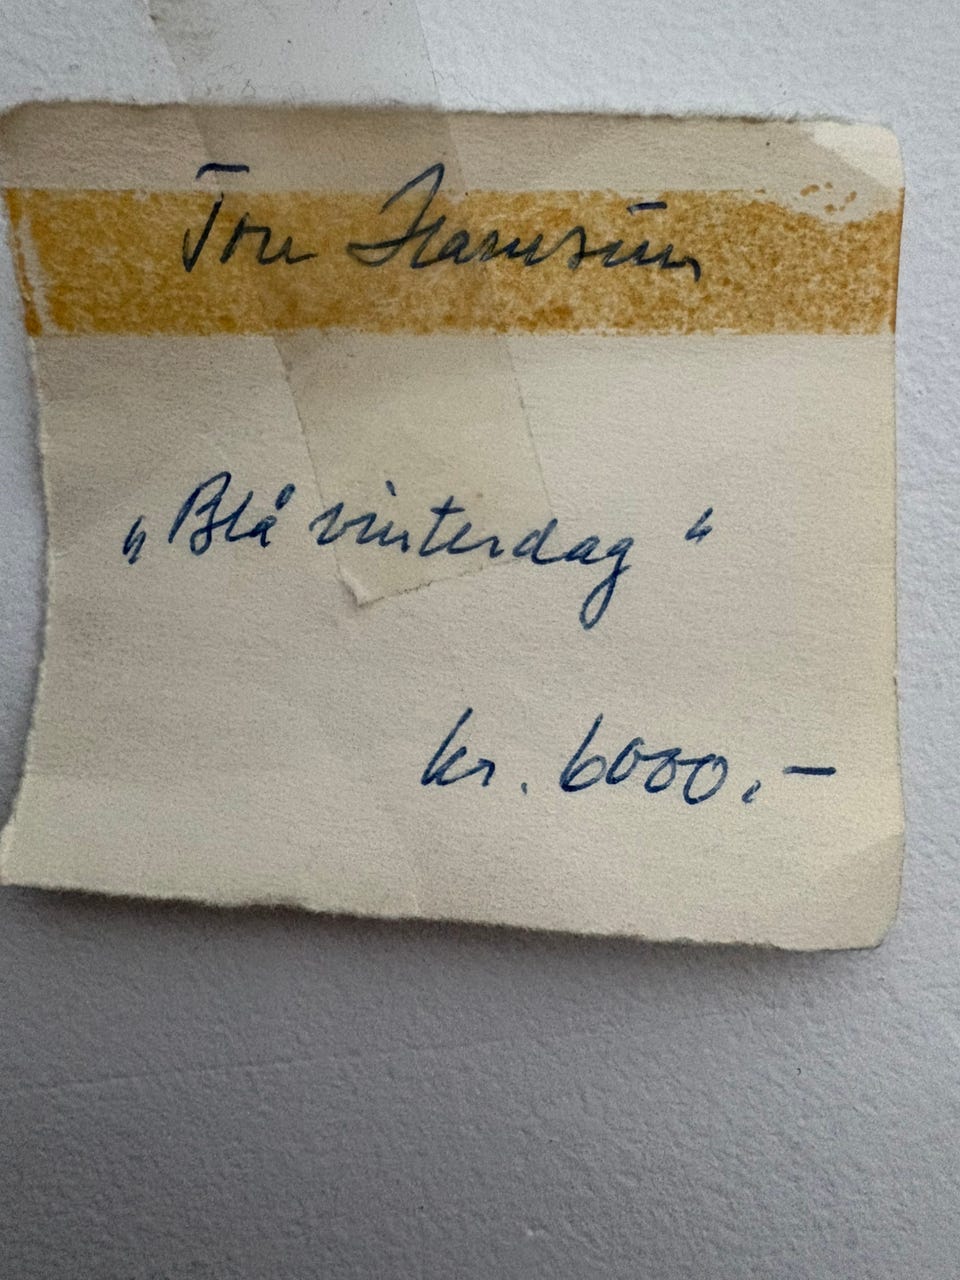 Tore Hamsun
„Blå vinterdag“
kr. 6000.-